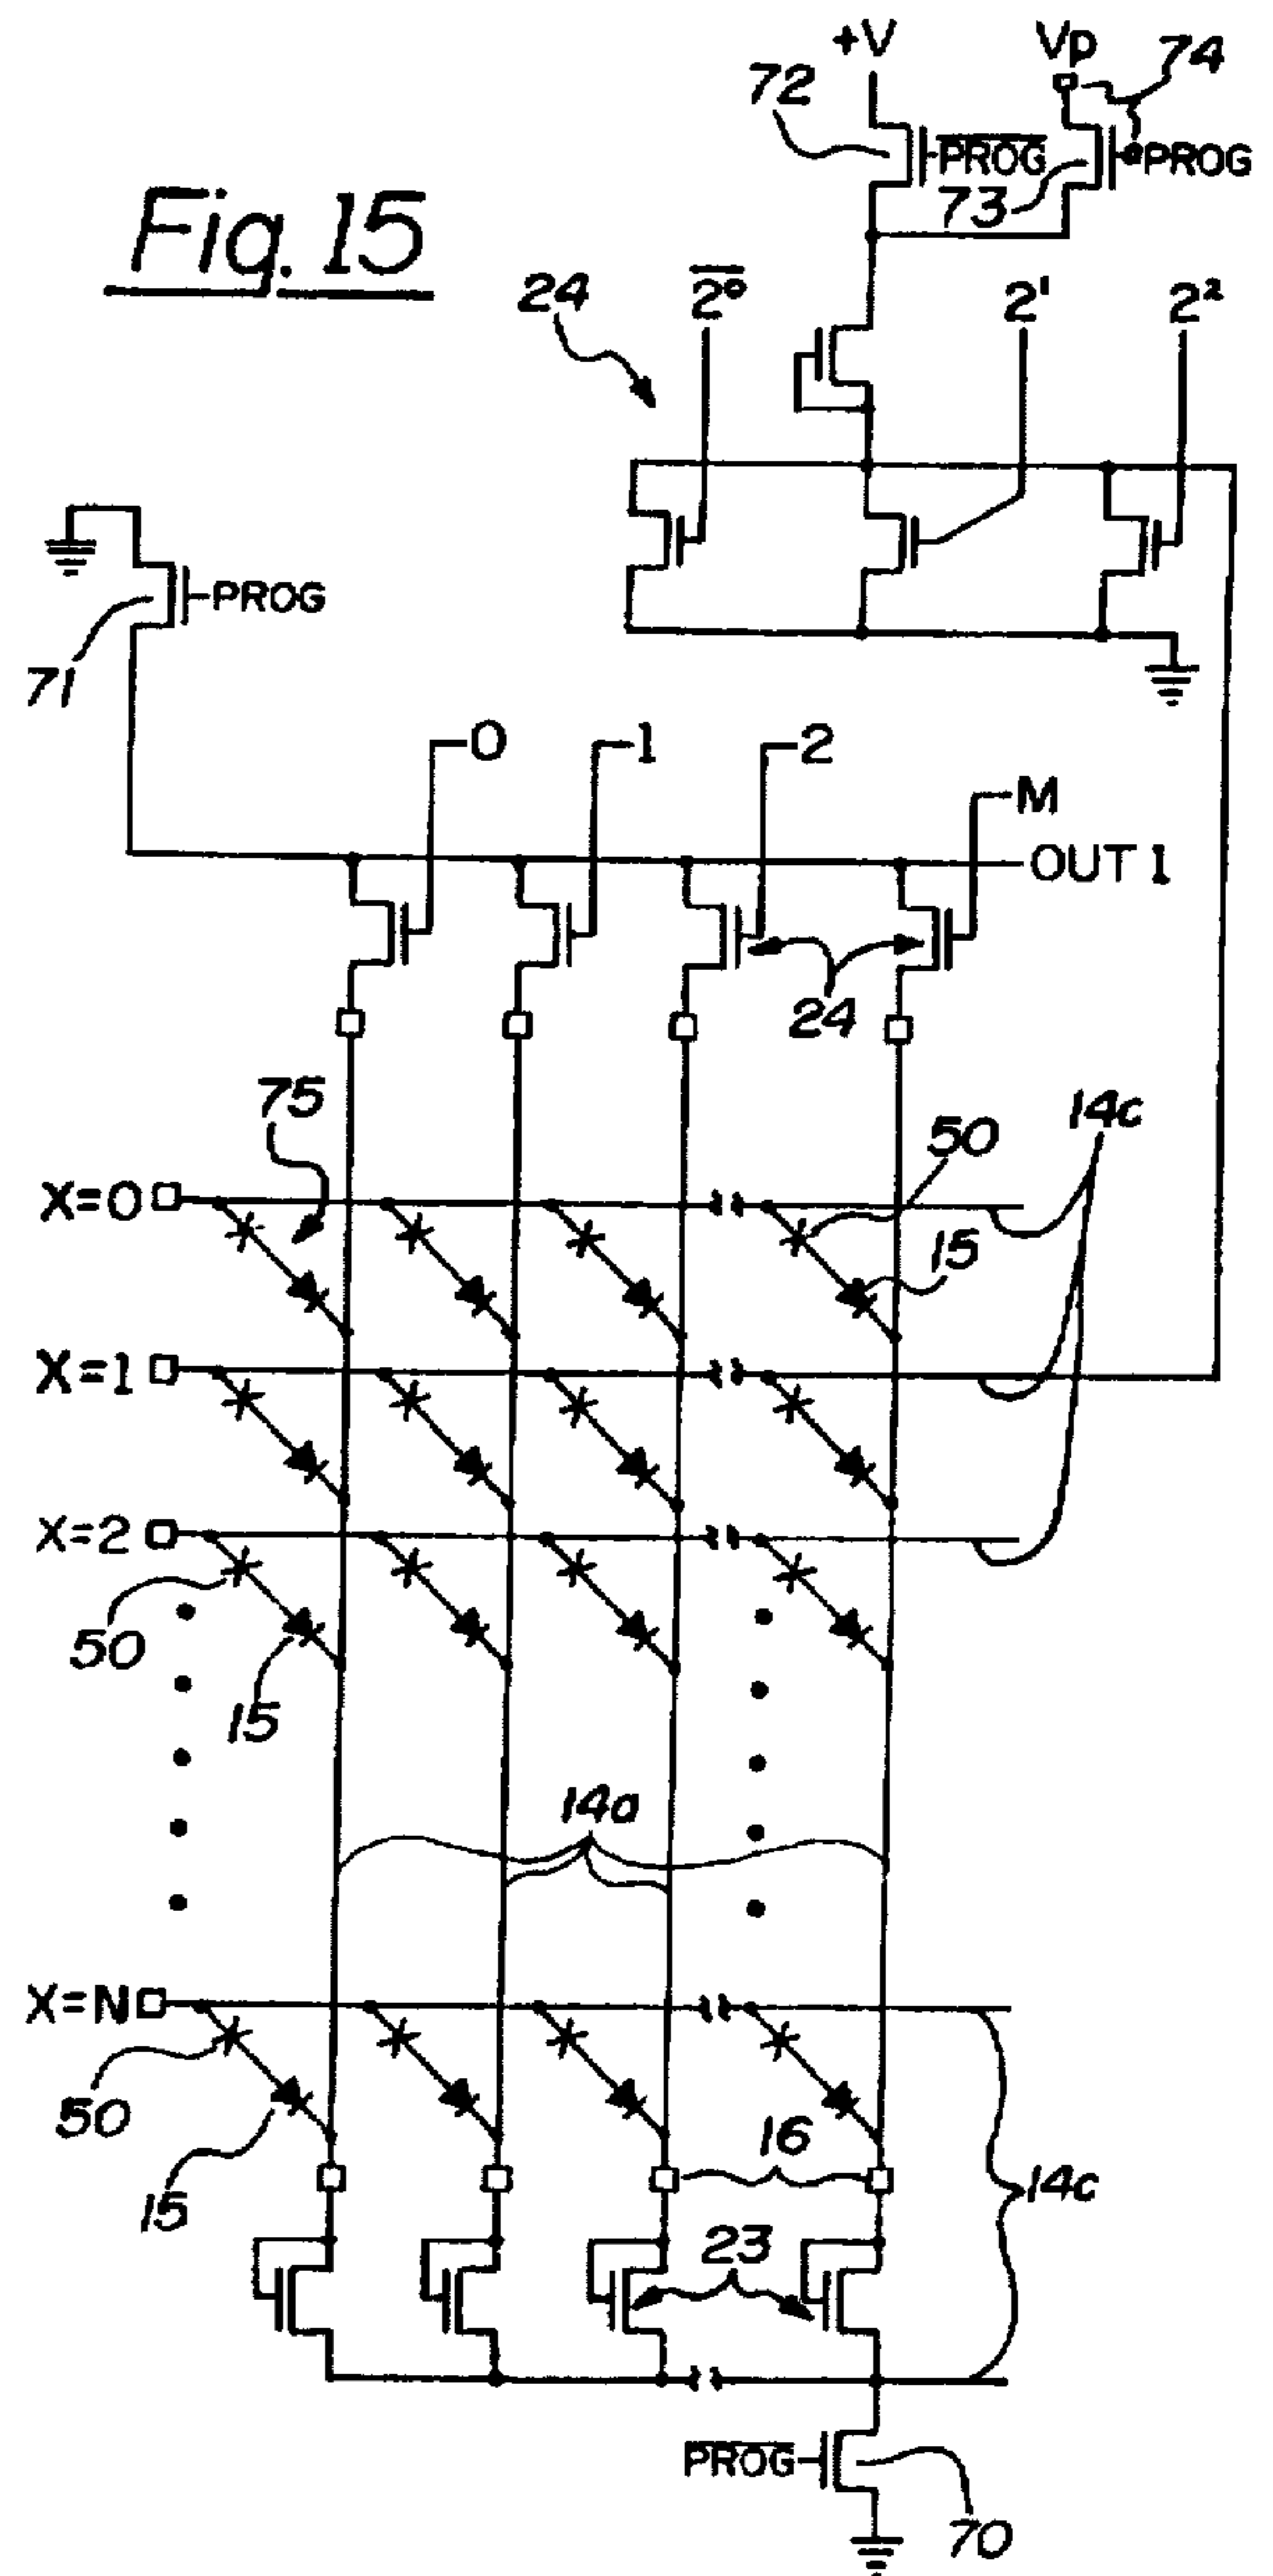 +V Vp 74
72
PROG PROG
73
Fig. 15
24 2⁰ 2¹ 2²
PROG
71
0 1 2
M
OUT 1
24
75 14c
50
X=0
15
X=1
X=2
50
15
14a
X=N
50 16
15 14c
23
PROG
70